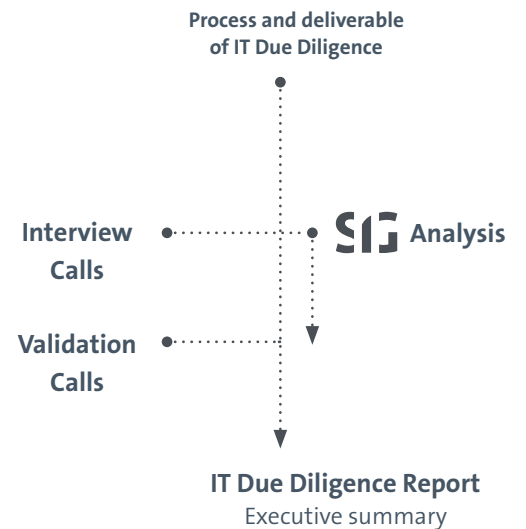 Process and deliverable
of IT Due Diligence
Interview
Calls
SIG Analysis
Validation
Calls
IT Due Diligence Report
Executive summary